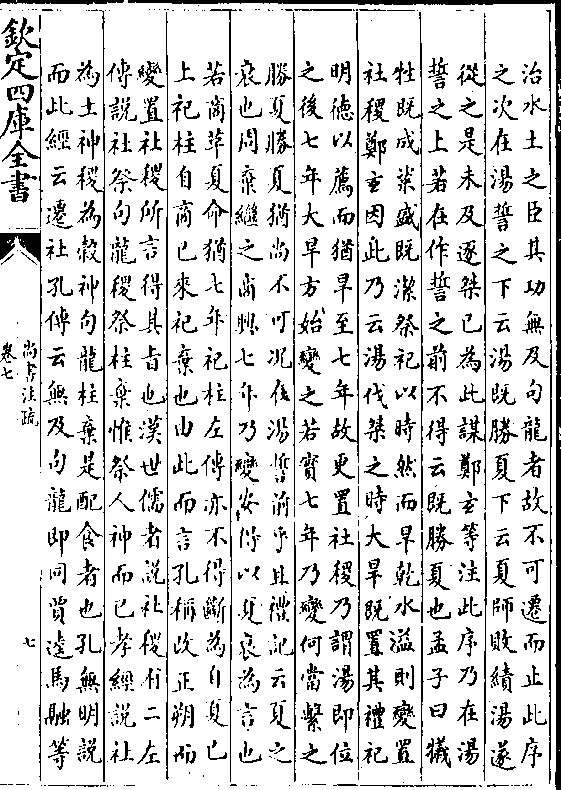 治水土之臣其功無及句龍者故不可遷而止此序
之次在湯誓之下云湯既勝夏下云夏師敗績湯遂
從之是未及逐桀已為此謀鄭玄等注此序乃在湯
誓之上若在作誓之前不得云既勝夏也孟子曰犧
牲既成粢盛既潔祭祀以時然而旱乾水溢則變置
社稷鄭玄因此乃云湯伐桀之時大旱既置其禮祀
明德以薦而猶旱至七年故更置社稷乃謂湯即位
之後七年大旱方始變之若實七年乃變何當繫之
勝夏勝夏猶尚不可況在湯誓前乎且禮記云夏之
衰也周棄繼之商興七年乃變安得以夏衰為言也
若商革夏命猶七年祀柱左傳亦不得斷為自夏已
上祀柱自商已來祀棄也由此而言孔稱改正朔而
變置社稷所言得其旨也漢世儒者說社稷有二左
傳說社祭句龍稷祭柱棄惟祭人神而已孝經說社
為土神稷為穀神句龍柱棄是配食者也孔無明說
而此經云遷社孔傳云無及句龍即同賈逵馬融等
欽定四庫全書
尚書注疏
卷七
七